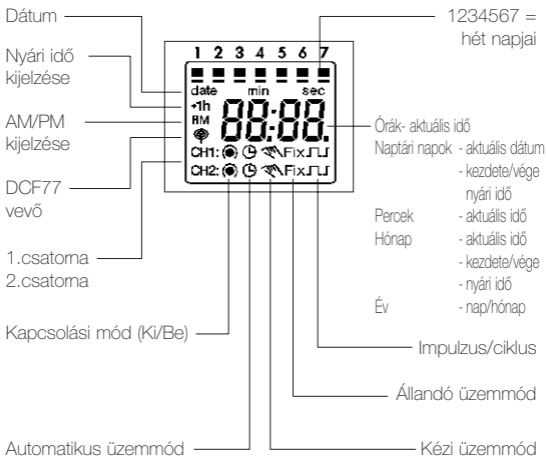 Dátum
1234567 =
hét napjai
Nyári idő
kijelzése
AM/PM
kijelzése
DCF77
vevő
1.csatorna
2.csatorna
Kapcsolási mód (Ki/Be)
Automatikus üzemmód
1 2 3 4 5 6 7
date min sec
+1h
AM
88:88.
CH1: Fix
CH2: Fix
Órák- aktuális idő
Naptári napok - aktuális dátum
- kezdete/vége
nyári idő
Percek - aktuális idő
Hónap - aktuális idő
- kezdete/vége
- nyári idő
Év - nap/hónap
Impulzus/ciklus
Állandó üzemmód
Kézi üzemmód